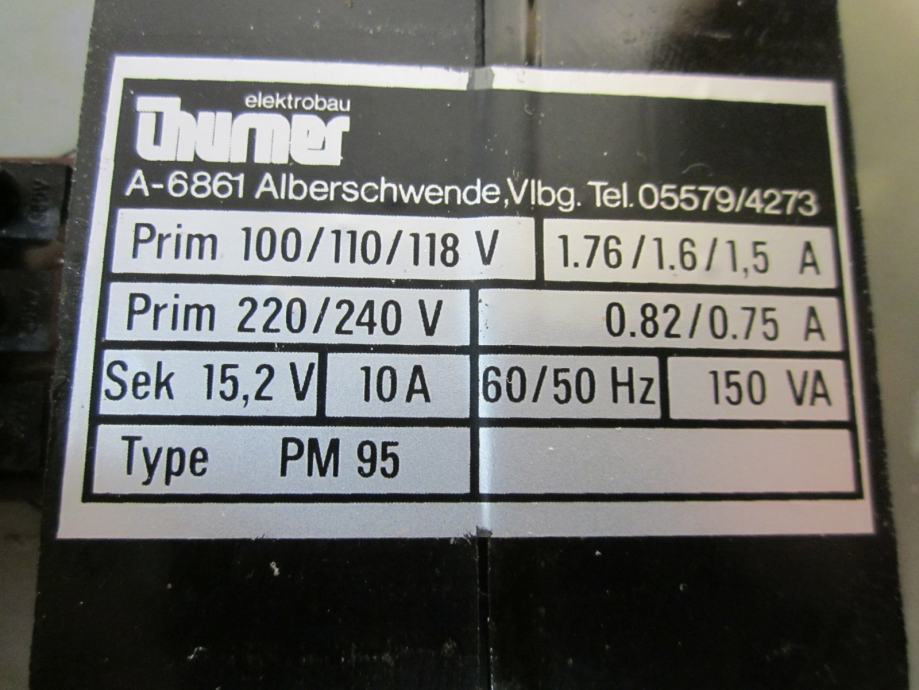 elektrobau
thurner
A-6861 Alberschwende, Vlbg. Tel. 05579/4273
Prim 100/110/118 V 1.76/1.6/1,5 A
Prim 220/240 V 0.82/0.75 A
Sek 15,2 V 10 A 60/50 Hz 150 VA
Type PM 95